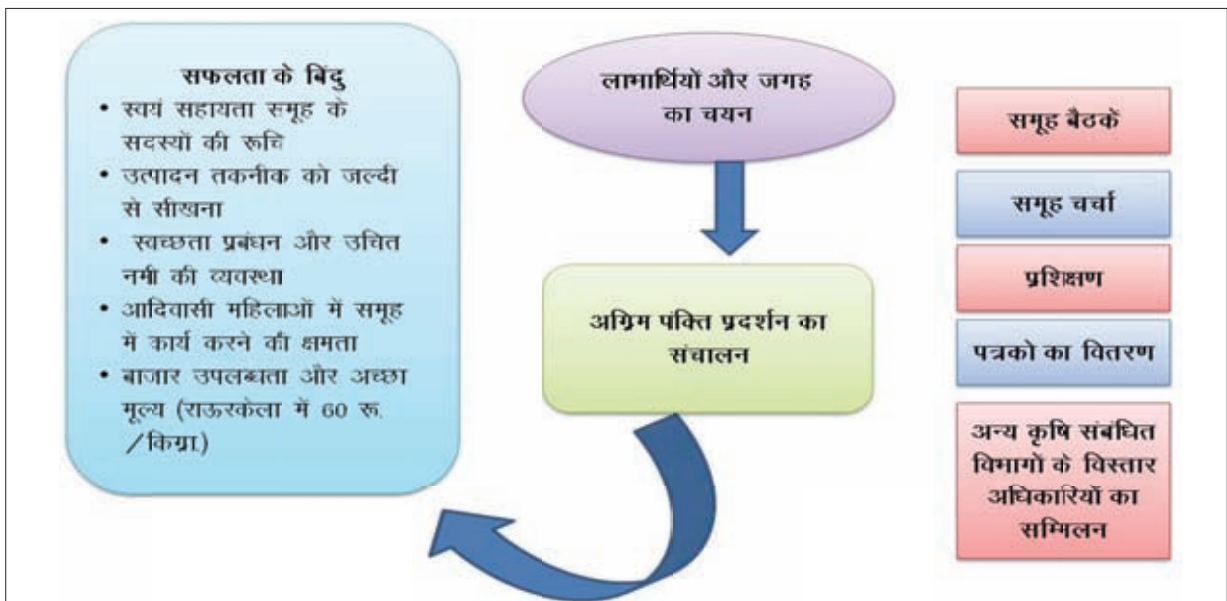 सफलता के बिंदु
• स्वयं सहायता समूह के
सदस्यों की रूचि
• उत्पादन तकनीक को जल्दी
से सीखना
• स्वच्छता प्रबंधन और उचित
नमी की व्यवस्था
• आदिवासी महिलाओं में समूह
में कार्य करने की क्षमता
• बाजार उपलब्धता और अच्छा
मूल्य (राऊरकेला में 60 रू.
/किग्रा.)
लाभार्थियों और जगह
का चयन
अग्रिम पंक्ति प्रदर्शन का
संचालन
समूह बैठकें
समूह चर्चा
प्रशिक्षण
पत्रको का वितरण
अन्य कृषि संबंधित
विभागों के विस्तार
अधिकारियों का
सम्मिलन